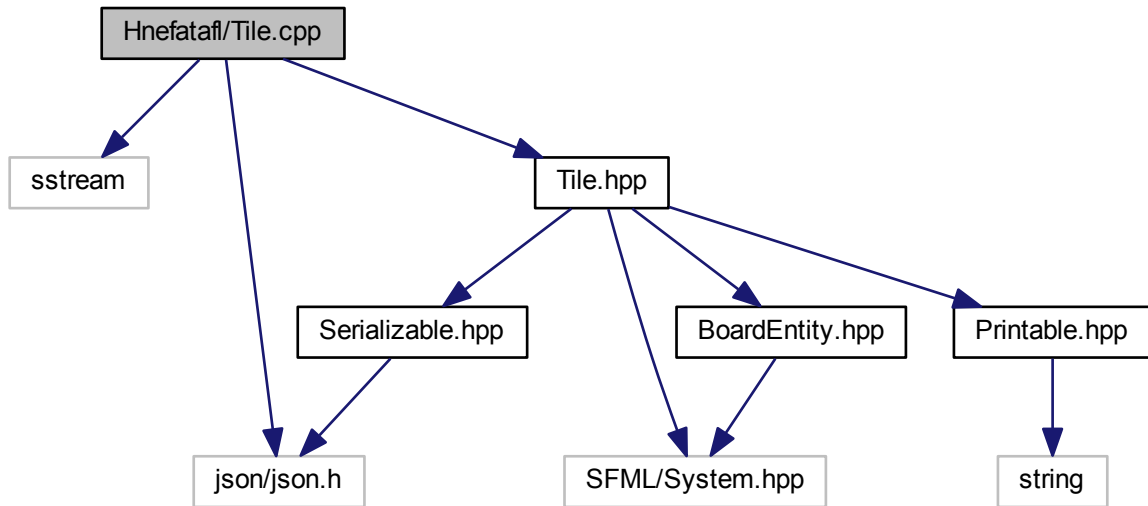 Hnefatafl/Tile.cpp
sstream
Tile.hpp
Serializable.hpp
BoardEntity.hpp
Printable.hpp
json/json.h
SFML/System.hpp
string